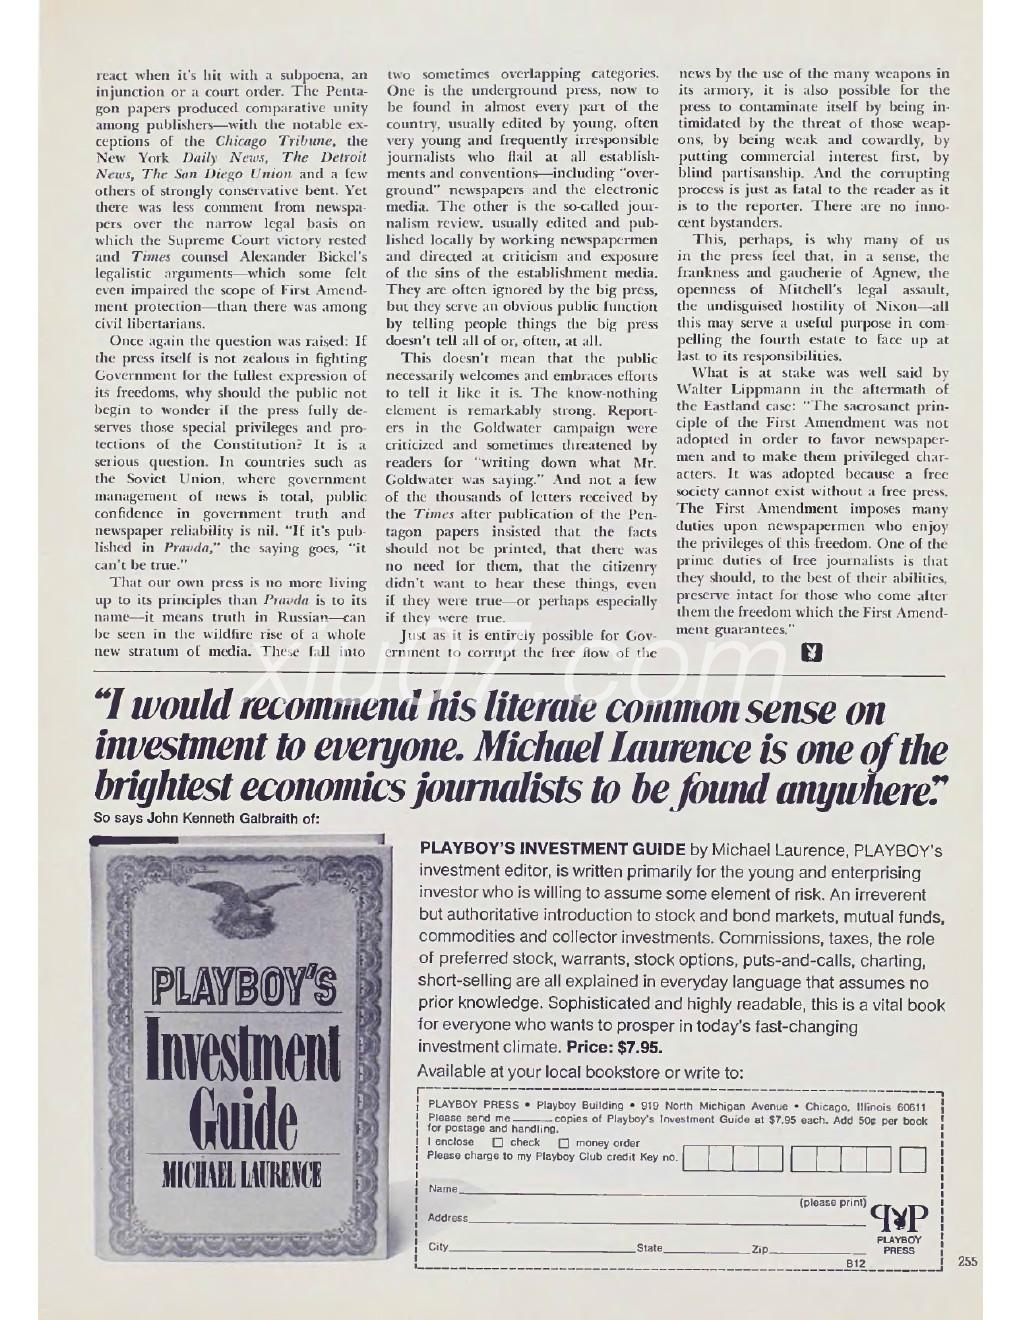 react when it's hit with a subpoena, an
injunction or a court order. The Penta-
gon papers produced comparative unity
among publishers—with the notable ex-
ceptions of the Chicago Tribune, the
New York Daily News, The Detroit
News, The San Diego Union and a few
others of strongly conservative bent. Yet
there was less comment from newspa-
pers over the narrow legal basis on
which the Supreme Court victory rested
and Times counsel Alexander Bickel's
legalistic arguments—which some felt
even impaired the scope of First Amend-
ment protection—than there was among
civil libertarians.
Once again the question was raised: If
the press itself is not zealous in fighting
Government for the fullest expression of
its freedoms, why should the public not
begin to wonder if the press fully de-
serves those special privileges and pro-
tections of the Constitution? It is a
serious question. In countries such as
the Soviet Union, where government
management of news is total, public
confidence in government truth and
newspaper reliability is nil. "If it's pub-
lished in Pravda," the saying goes, "it
can't be true."
That our own press is no more living
up to its principles than Pravda is to its
name—it means truth in Russian—can
be seen in the wildfire rise of a whole
new stratum of media. These fall into
two sometimes overlapping categories.
One is the underground press, now to
be found in almost every part of the
country, usually edited by young, often
very young and frequently irresponsible
journalists who flail at all establish-
ments and conventions—including "over-
ground" newspapers and the electronic
media. The other is the so-called jour-
nalism review, usually edited and pub-
lished locally by working newspapermen
and directed at criticism and exposure
of the sins of the establishment media.
They are often ignored by the big press,
but they serve an obvious public function
by telling people things the big press
doesn't tell all of or, often, at all.
This doesn't mean that the public
necessarily welcomes and embraces efforts
to tell it like it is. The know-nothing
element is remarkably strong. Report-
ers in the Goldwater campaign were
criticized and sometimes threatened by
readers for "writing down what Mr.
Goldwater was saying." And not a few
of the thousands of letters received by
the Times after publication of the Pen-
tagon papers insisted that the facts
should not be printed, that there was
no need for them, that the citizenry
didn't want to hear these things, even
if they were true—or perhaps especially
if they were true.
Just as it is entirely possible for Gov-
ernment to corrupt the free flow of the
news by the use of the many weapons in
its armory, it is also possible for the
press to contaminate itself by being in-
timidated by the threat of those weap-
ons, by being weak and cowardly, by
putting commercial interest first, by
blind partisanship. And the corrupting
process is just as fatal to the reader as it
is to the reporter. There are no inno-
cent bystanders.
This, perhaps, is why many of us
in the press feel that, in a sense, the
frankness and gaucherie of Agnew, the
openness of Mitchell's legal assault,
the undisguised hostility of Nixon—all
this may serve a useful purpose in com-
pelling the fourth estate to face up at
last to its responsibilities.
What is at stake was well said by
Walter Lippmann in the aftermath of
the Eastland case: "The sacrosanct prin-
ciple of the First Amendment was not
adopted in order to favor newspaper-
men and to make them privileged char-
acters. It was adopted because a free
society cannot exist without a free press.
The First Amendment imposes many
duties upon newspapermen who enjoy
the privileges of this freedom. One of the
prime duties of free journalists is that
they should, to the best of their abilities,
preserve intact for those who come after
them the freedom which the First Amend-
ment guarantees."
xiu07.com
"I would recommend his literate common sense on
investment to everyone. Michael Laurence is one of the
brightest economics journalists to be found anywhere."
So says John Kenneth Galbraith of:
PLAYBOY'S
Investment
Guide
MICHAEL LAURENCE
PLAYBOY'S INVESTMENT GUIDE by Michael Laurence, PLAYBOY's
investment editor, is written primarily for the young and enterprising
investor who is willing to assume some element of risk. An irreverent
but authoritative introduction to stock and bond markets, mutual funds,
commodities and collector investments. Commissions, taxes, the role
of preferred stock, warrants, stock options, puts-and-calls, charting,
short-selling are all explained in everyday language that assumes no
prior knowledge. Sophisticated and highly readable, this is a vital book
for everyone who wants to prosper in today's fast-changing
investment climate. Price: $7.95.
Available at your local bookstore or write to:
PLAYBOY PRESS • Playboy Building • 919 North Michigan Avenue • Chicago, Illinois 60611
Please send me ______ copies of Playboy's Investment Guide at $7.95 each. Add 50¢ per book
for postage and handling.
I enclose ☐ check ☐ money order
Please charge to my Playboy Club credit Key no.
Name
(please print)
Address
City State Zip
PLAYBOY
PRESS
B12
255